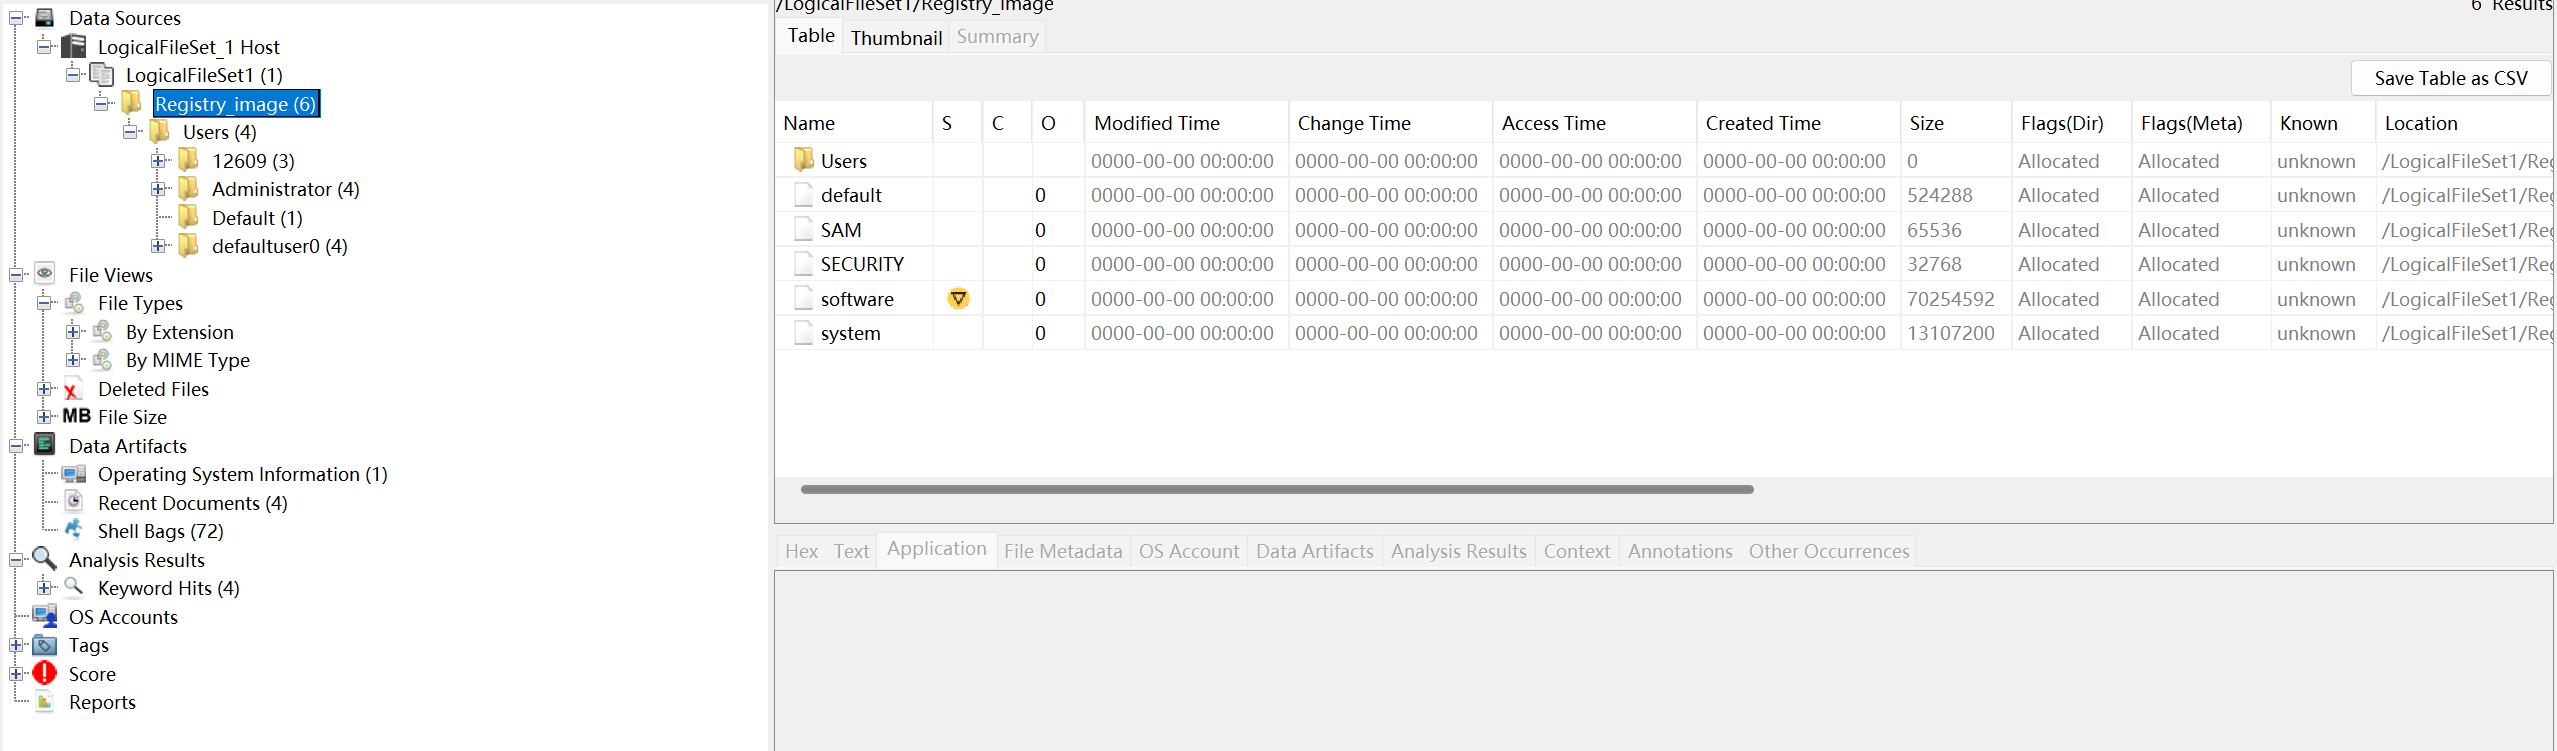 Data Sources
LogicalFileSet_1 Host
LogicalFileSet1 (1)
Registry_image (6)
Users (4)
12609 (3)
Administrator (4)
Default (1)
defaultuser0 (4)
File Views
File Types
By Extension
By MIME Type
Deleted Files
MB File Size
Data Artifacts
Operating System Information (1)
Recent Documents (4)
Shell Bags (72)
Analysis Results
Keyword Hits (4)
OS Accounts
Tags
Score
Reports
/LogicalFileSet1/Registry_image 6 Results
Table Thumbnail Summary
Save Table as CSV
Name S C O Modified Time Change Time Access Time Created Time Size Flags(Dir) Flags(Meta) Known Location
Users 0000-00-00 00:00:00 0000-00-00 00:00:00 0000-00-00 00:00:00 0000-00-00 00:00:00 0 Allocated Allocated unknown /LogicalFileSet1/Reg
default 0 0000-00-00 00:00:00 0000-00-00 00:00:00 0000-00-00 00:00:00 0000-00-00 00:00:00 524288 Allocated Allocated unknown /LogicalFileSet1/Reg
SAM 0 0000-00-00 00:00:00 0000-00-00 00:00:00 0000-00-00 00:00:00 0000-00-00 00:00:00 65536 Allocated Allocated unknown /LogicalFileSet1/Reg
SECURITY 0 0000-00-00 00:00:00 0000-00-00 00:00:00 0000-00-00 00:00:00 0000-00-00 00:00:00 32768 Allocated Allocated unknown /LogicalFileSet1/Reg
software 0 0000-00-00 00:00:00 0000-00-00 00:00:00 0000-00-00 00:00:00 0000-00-00 00:00:00 70254592 Allocated Allocated unknown /LogicalFileSet1/Reg
system 0 0000-00-00 00:00:00 0000-00-00 00:00:00 0000-00-00 00:00:00 0000-00-00 00:00:00 13107200 Allocated Allocated unknown /LogicalFileSet1/Reg
Hex Text Application File Metadata OS Account Data Artifacts Analysis Results Context Annotations Other Occurrences